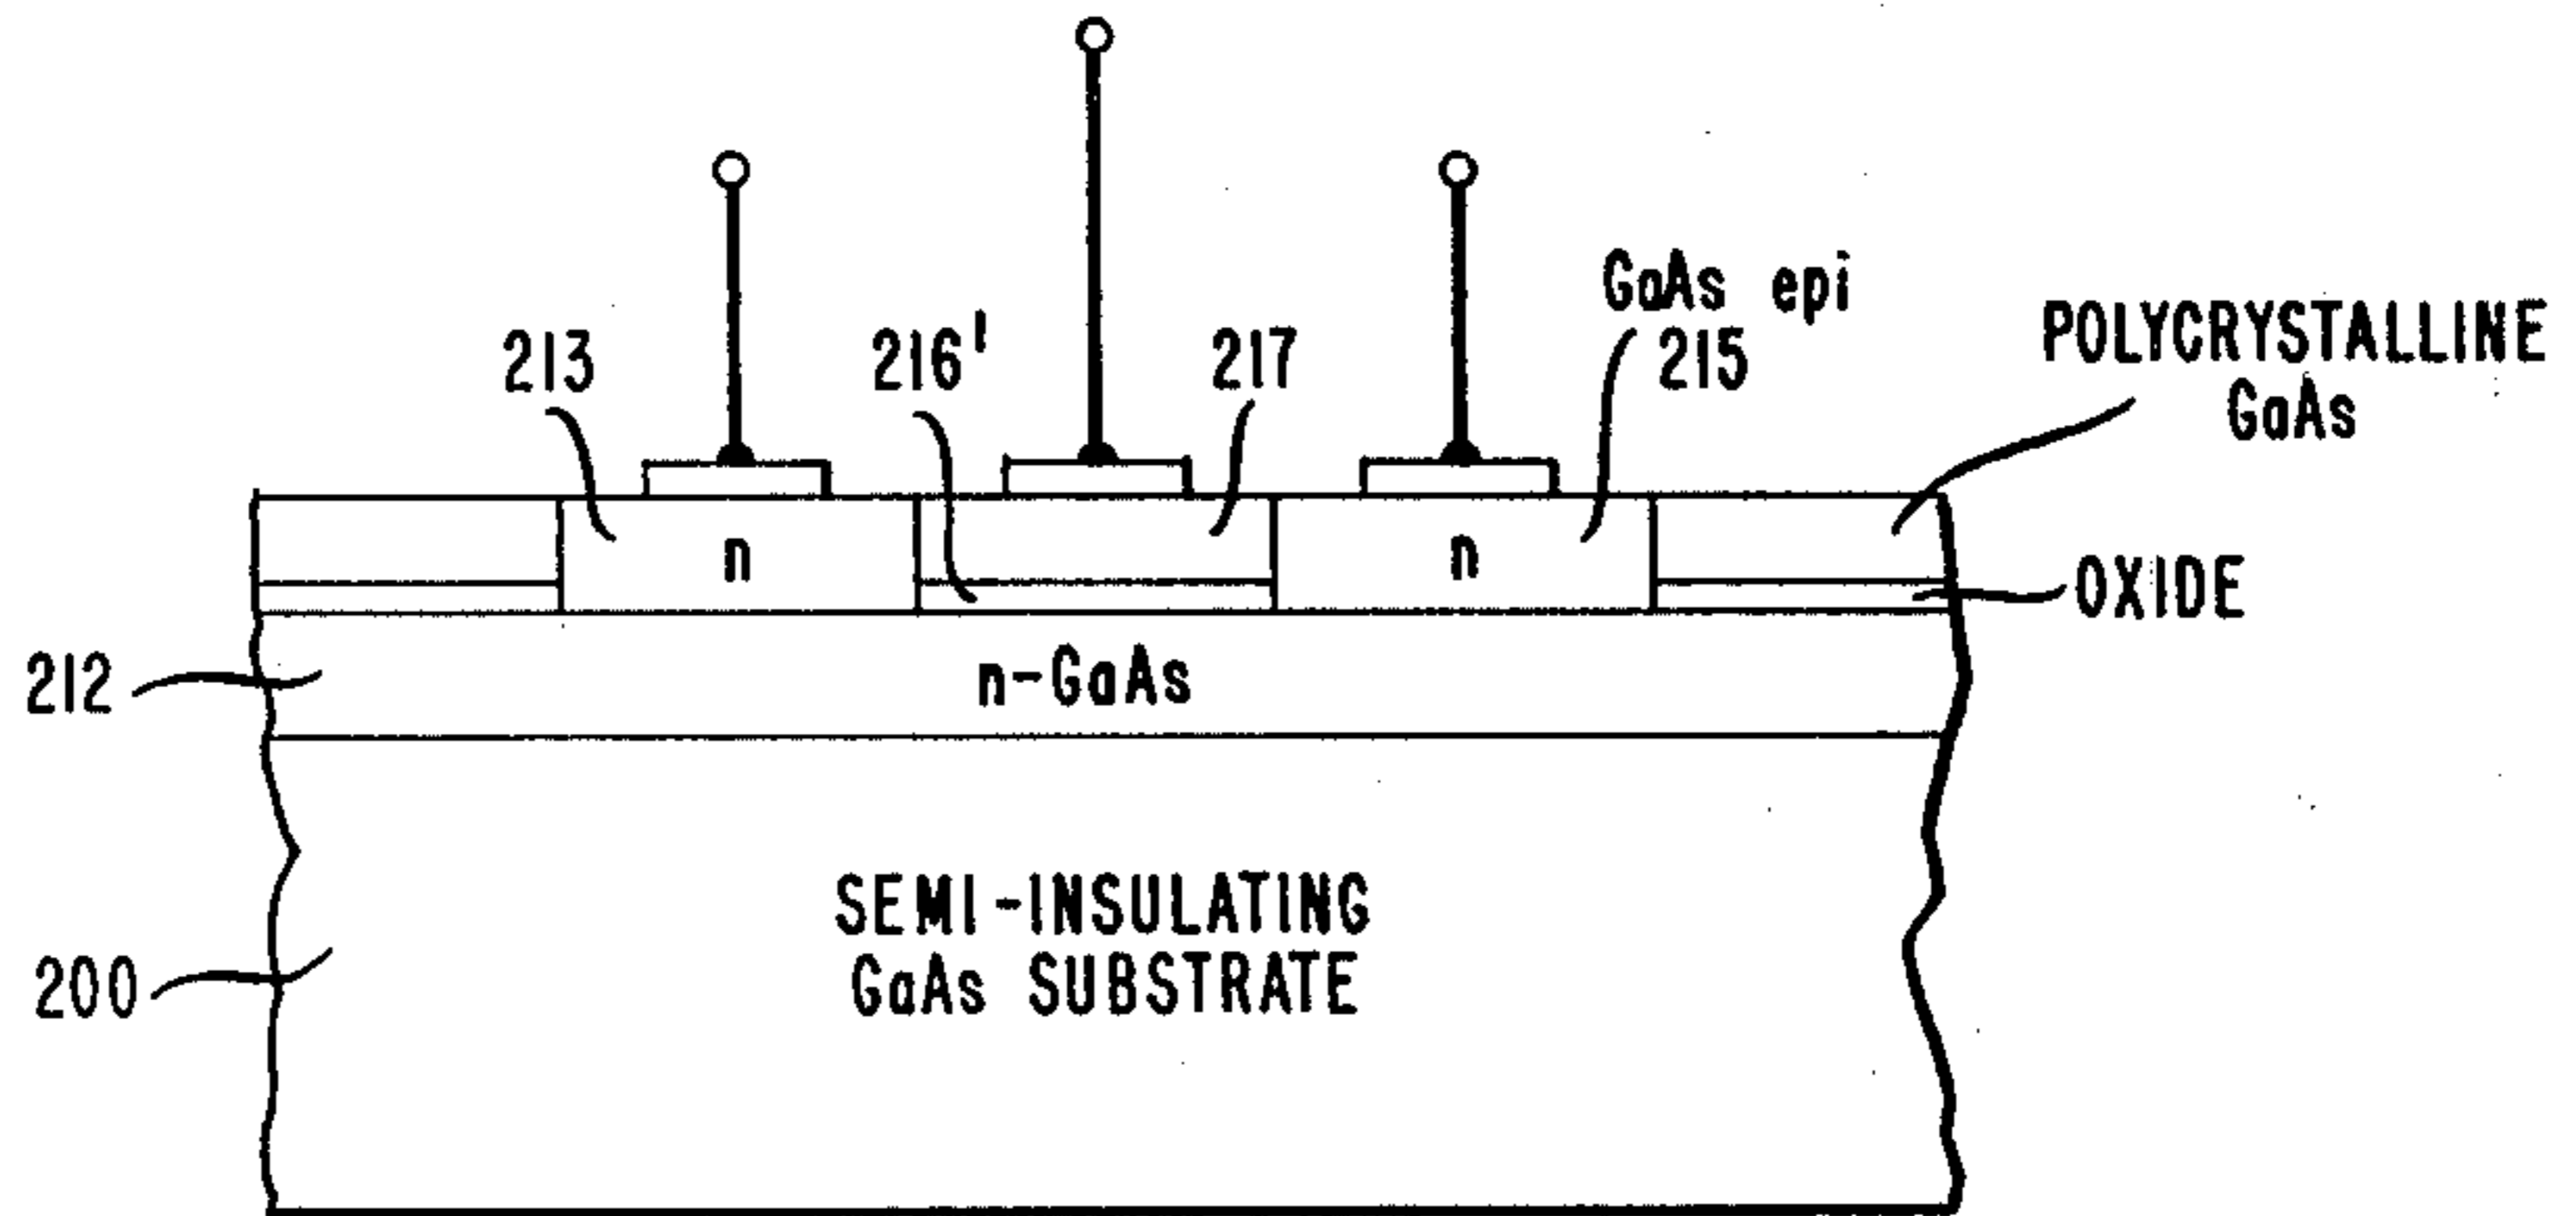 GaAs epi
213
216'
217
215
POLYCRYSTALLINE
GaAs
n
n
OXIDE
212
n-GaAs
200
SEMI-INSULATING
GaAs SUBSTRATE